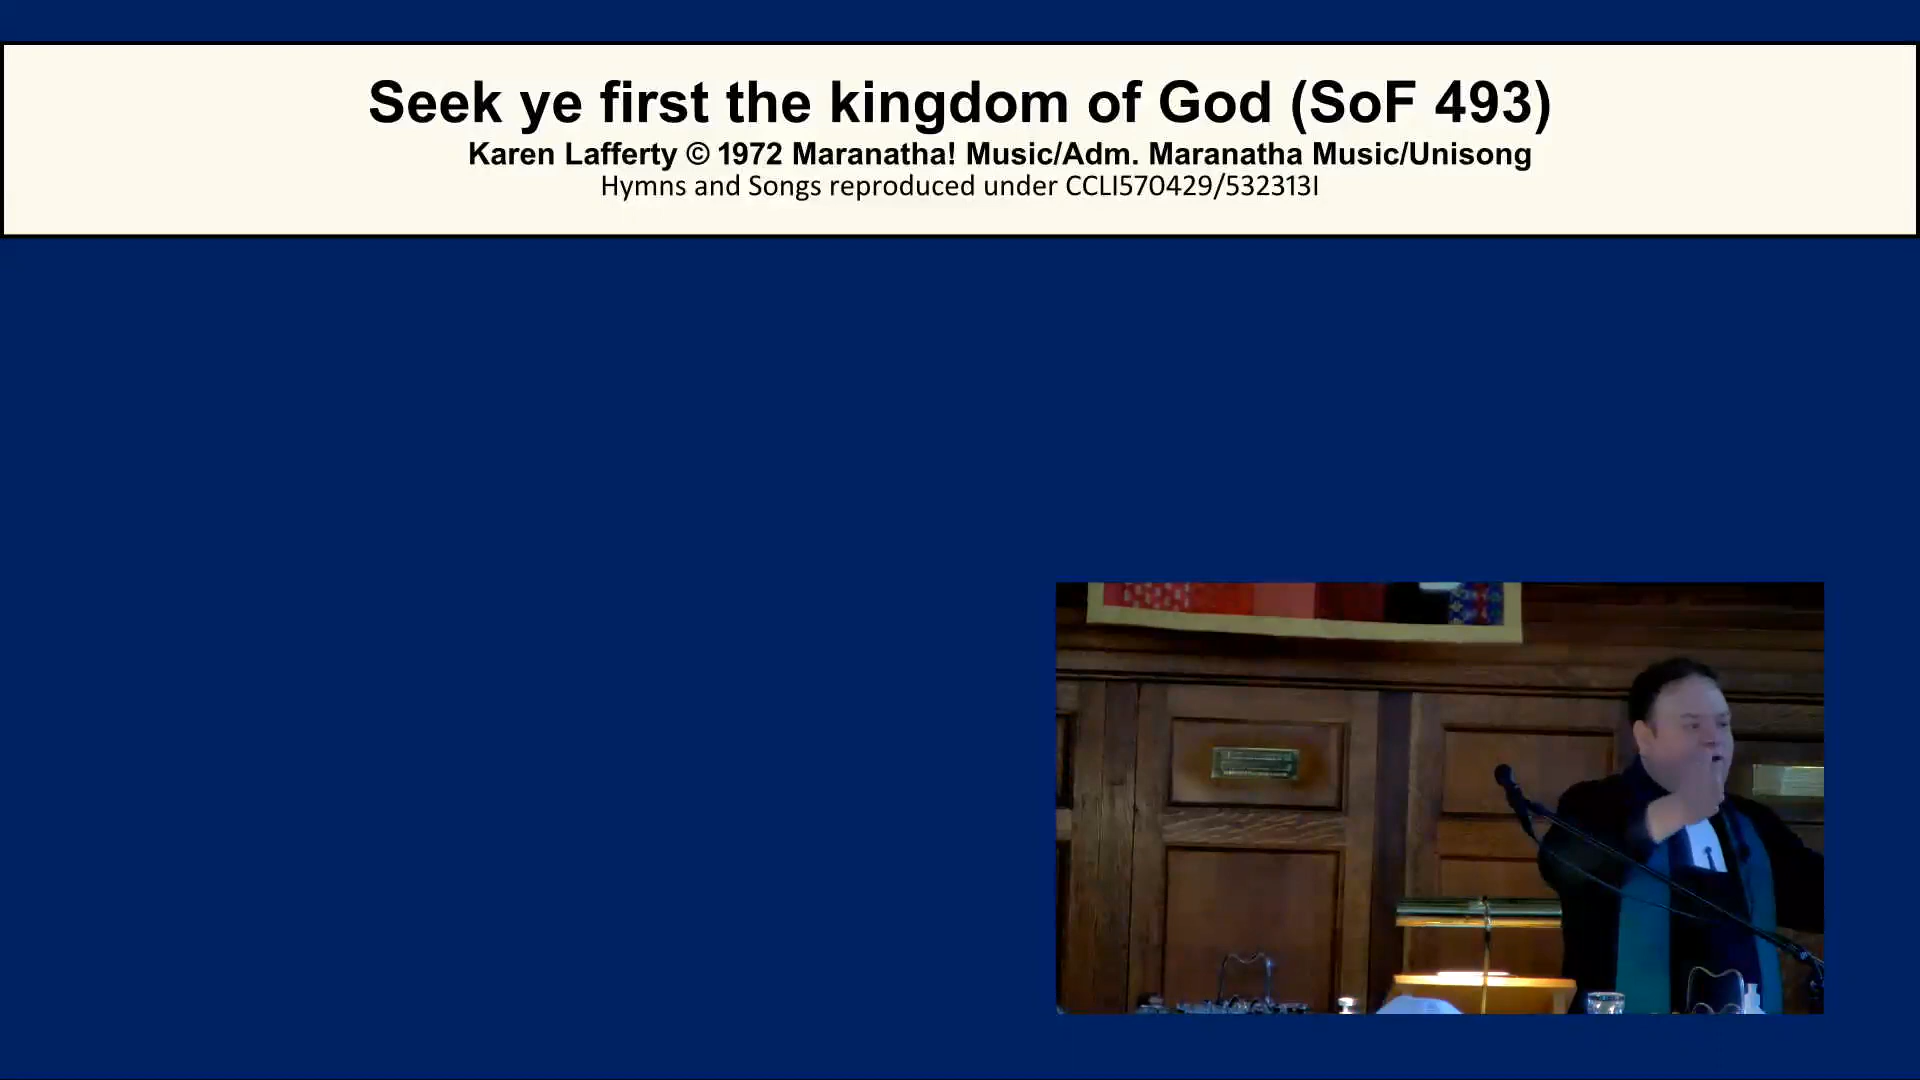 Seek ye first the kingdom of God (SoF 493)
Karen Lafferty © 1972 Maranatha! Music/Adm. Maranatha Music/Unisong
Hymns and Songs reproduced under CCLI570429/532313I